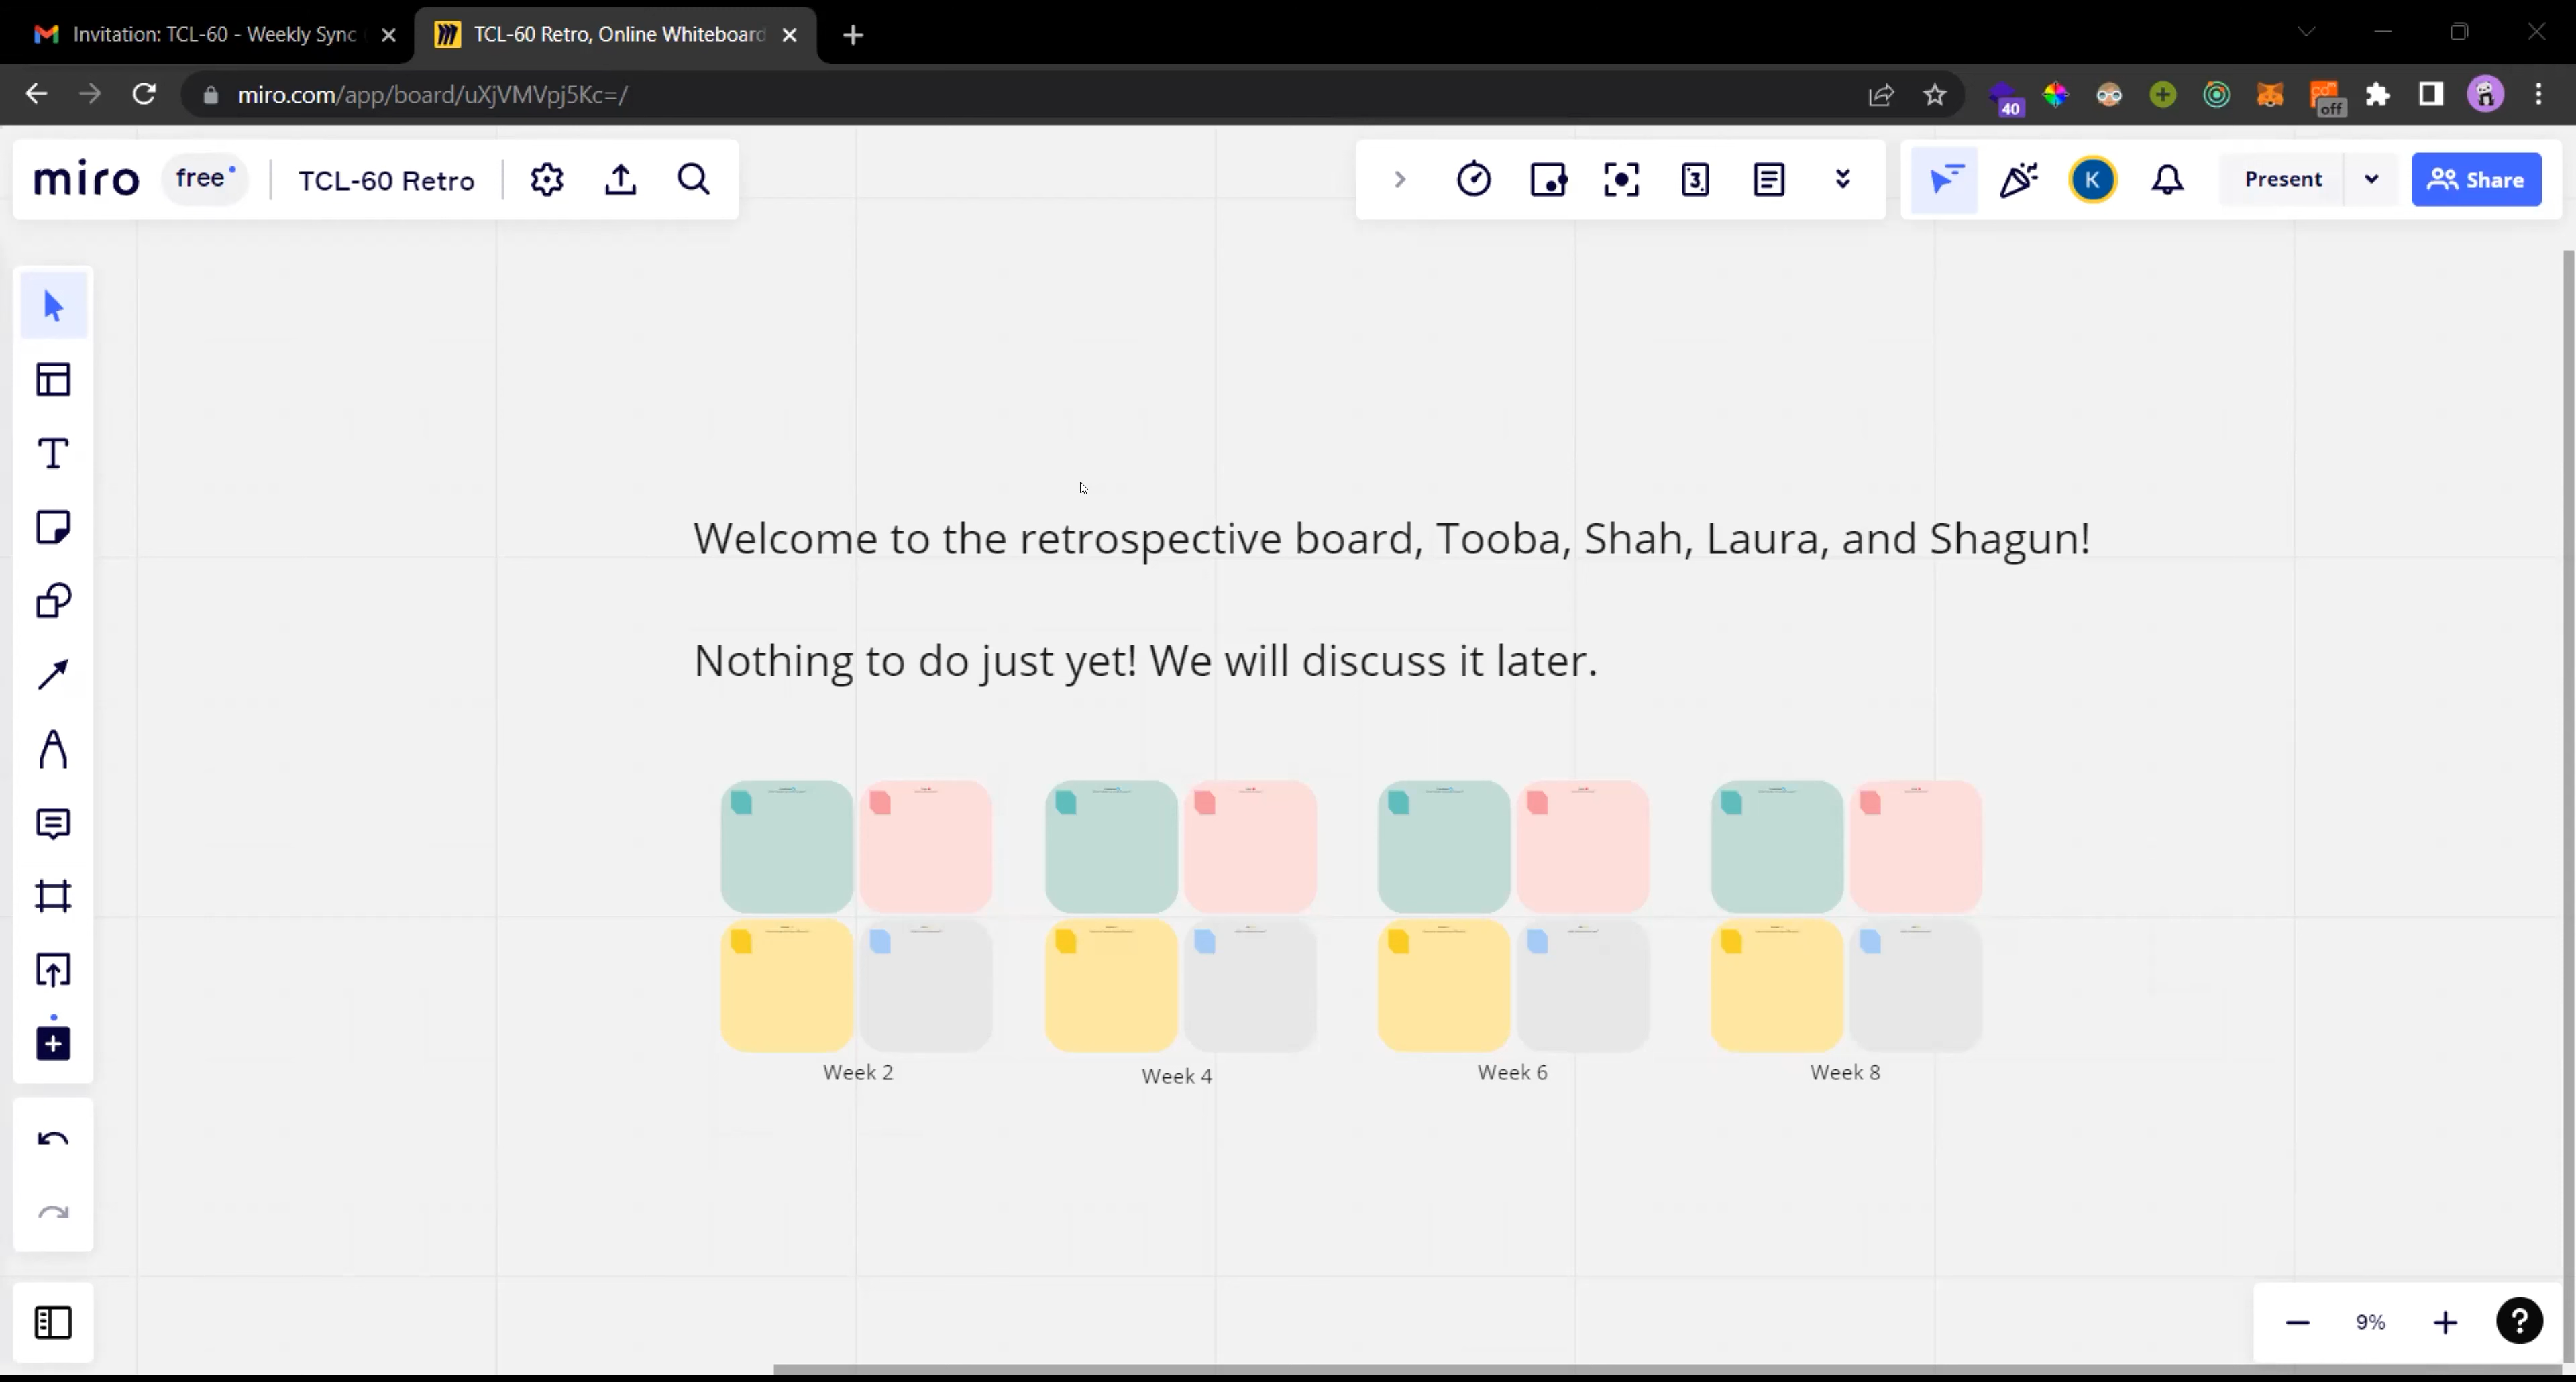 Invitation: TCL-60 - Weekly Sync
TCL-60 Retro, Online Whiteboard
miro.com/app/board/uXjVMVpj5Kc=/
40
off
miro
free
TCL-60 Retro
3
K
Present
Share
Welcome to the retrospective board, Tooba, Shah, Laura, and Shagun!
Nothing to do just yet! We will discuss it later.
Week 2
Week 4
Week 6
Week 8
9%
?